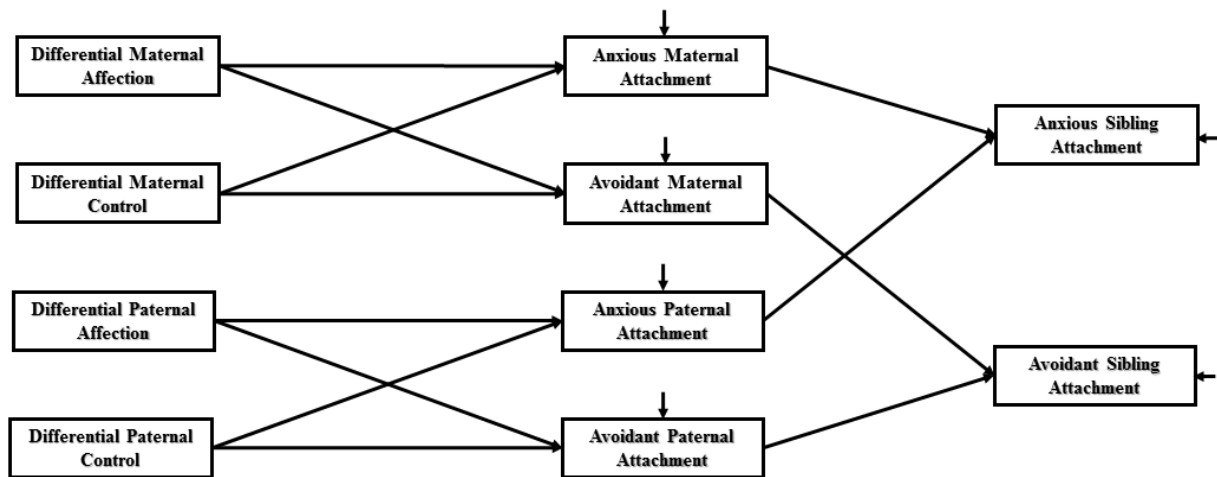 Differential Maternal
Affection
Anxious Maternal
Attachment
Anxious Sibling
Attachment
Differential Maternal
Control
Avoidant Maternal
Attachment
Differential Paternal
Affection
Anxious Paternal
Attachment
Avoidant Sibling
Attachment
Differential Paternal
Control
Avoidant Paternal
Attachment